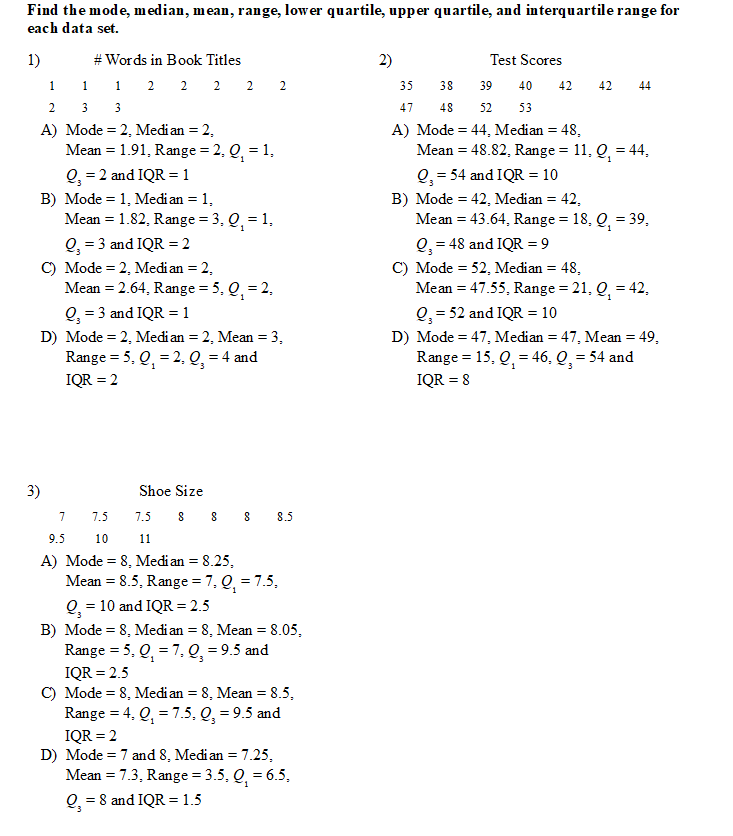 Find the mode, median, mean, range, lower quartile, upper quartile, and interquartile range for
each data set.
1) # Words in Book Titles
1 1 1 2 2 2 2 2
2 3 3
A) Mode = 2, Median = 2,
Mean = 1.91, Range = 2, Q₁ = 1,
Q₃ = 2 and IQR = 1
B) Mode = 1, Median = 1,
Mean = 1.82, Range = 3, Q₁ = 1,
Q₃ = 3 and IQR = 2
C) Mode = 2, Median = 2,
Mean = 2.64, Range = 5, Q₁ = 2,
Q₃ = 3 and IQR = 1
D) Mode = 2, Median = 2, Mean = 3,
Range = 5, Q₁ = 2, Q₃ = 4 and
IQR = 2
2) Test Scores
35 38 39 40 42 42 44
47 48 52 53
A) Mode = 44, Median = 48,
Mean = 48.82, Range = 11, Q₁ = 44,
Q₃ = 54 and IQR = 10
B) Mode = 42, Median = 42,
Mean = 43.64, Range = 18, Q₁ = 39,
Q₃ = 48 and IQR = 9
C) Mode = 52, Median = 48,
Mean = 47.55, Range = 21, Q₁ = 42,
Q₃ = 52 and IQR = 10
D) Mode = 47, Median = 47, Mean = 49,
Range = 15, Q₁ = 46, Q₃ = 54 and
IQR = 8
3) Shoe Size
7 7.5 7.5 8 8 8 8.5
9.5 10 11
A) Mode = 8, Median = 8.25,
Mean = 8.5, Range = 7, Q₁ = 7.5,
Q₃ = 10 and IQR = 2.5
B) Mode = 8, Median = 8, Mean = 8.05,
Range = 5, Q₁ = 7, Q₃ = 9.5 and
IQR = 2.5
C) Mode = 8, Median = 8, Mean = 8.5,
Range = 4, Q₁ = 7.5, Q₃ = 9.5 and
IQR = 2
D) Mode = 7 and 8, Median = 7.25,
Mean = 7.3, Range = 3.5, Q₁ = 6.5,
Q₃ = 8 and IQR = 1.5